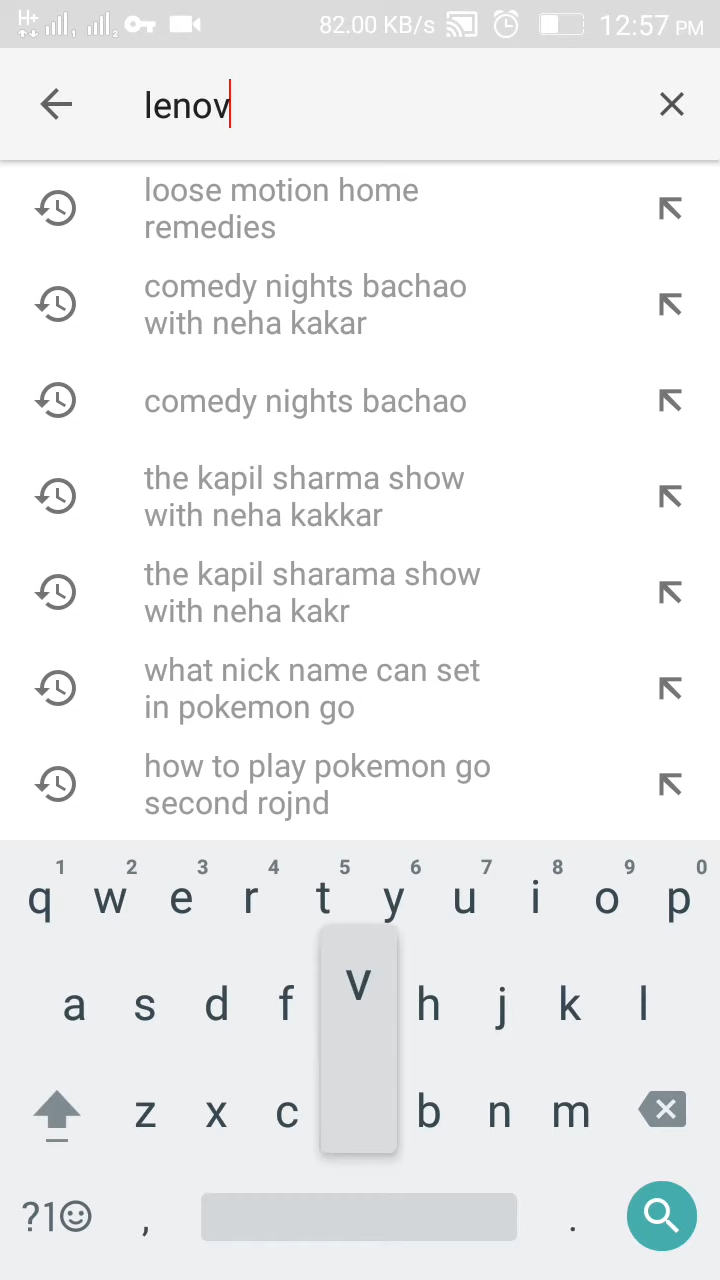 H+ 1 2 82.00 KB/s 12:57 PM
lenov
loose motion home
remedies
comedy nights bachao
with neha kakar
comedy nights bachao
the kapil sharma show
with neha kakkar
the kapil sharama show
with neha kakr
what nick name can set
in pokemon go
how to play pokemon go
second rojnd
1 2 3 4 5 6 7 8 9 0
q w e r t y u i o p
a s d f v h j k l
z x c b n m
?1 , .